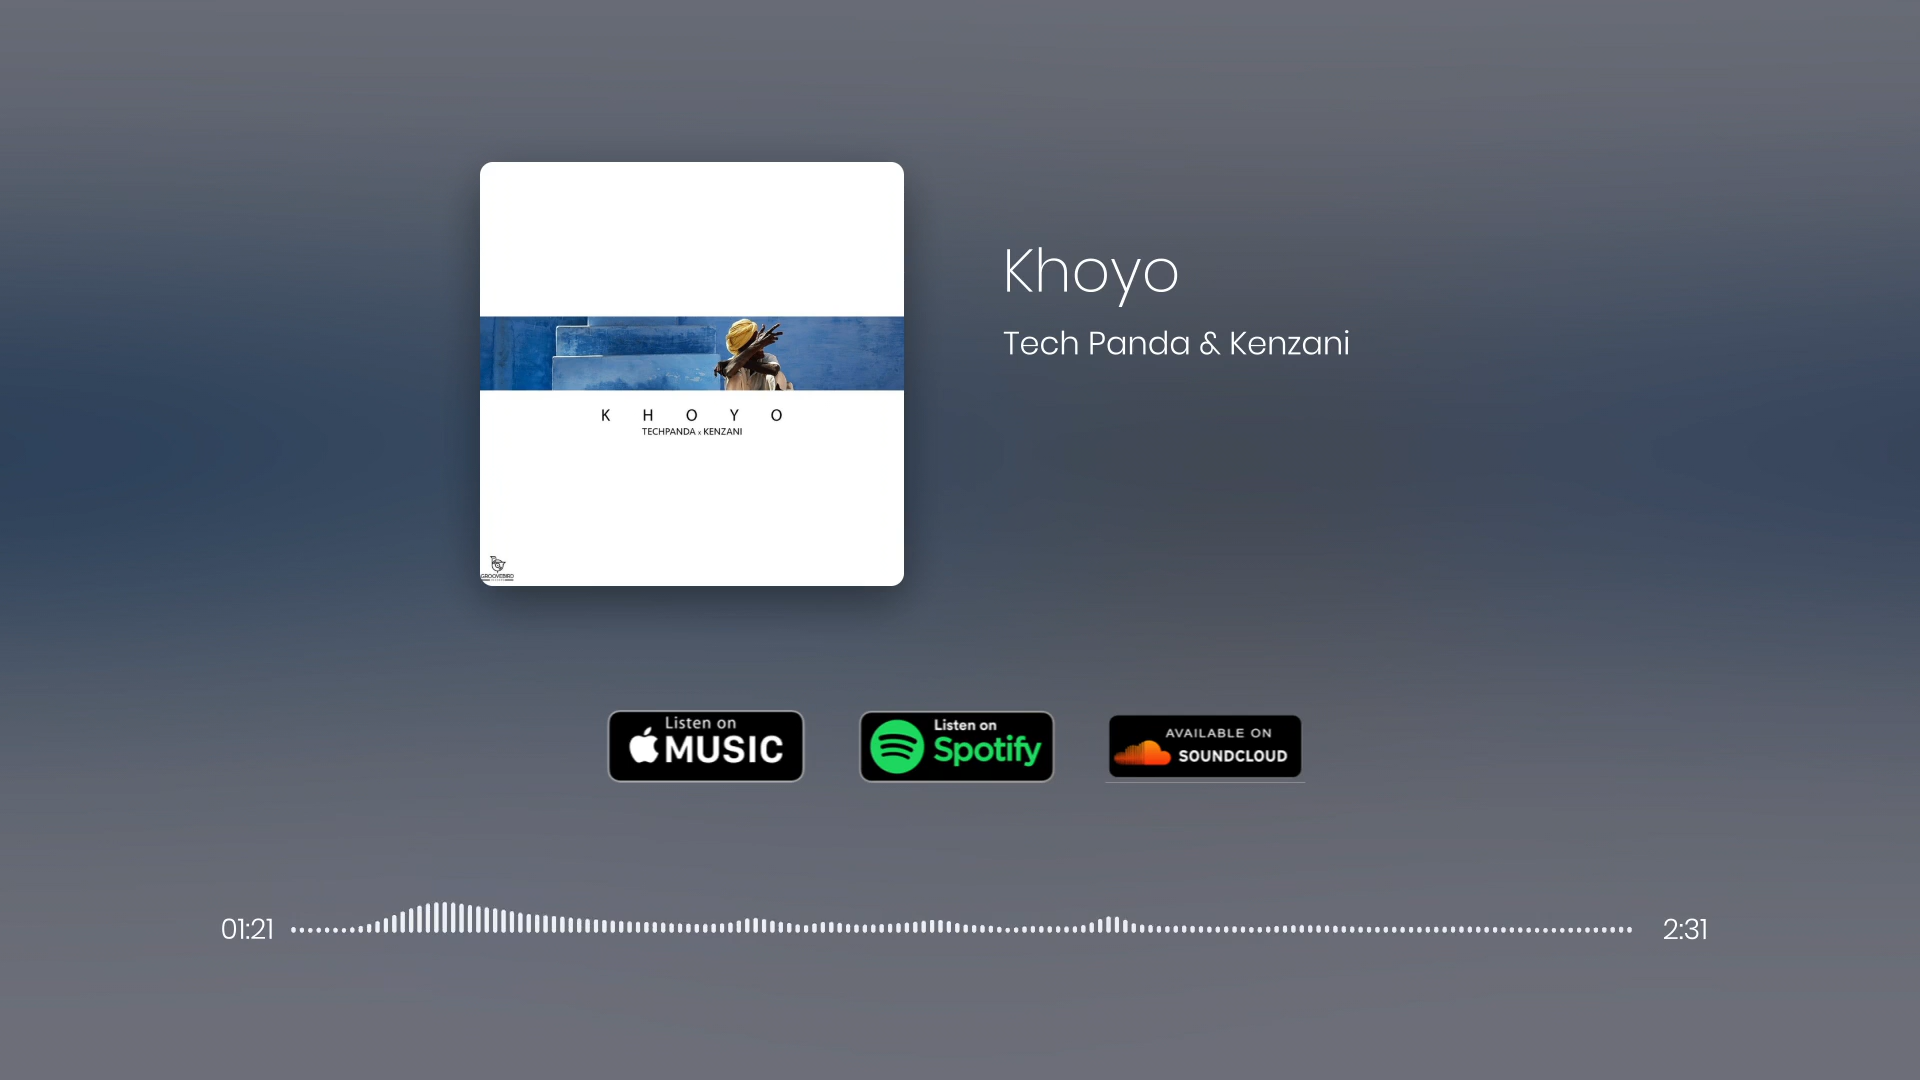 Khoyo
Tech Panda & Kenzani
K H O Y O
TECHPANDA x KENZANI
GROOVEBIRD
Listen on
MUSIC
Listen on
Spotify
AVAILABLE ON
SOUNDCLOUD
01:21
2:31